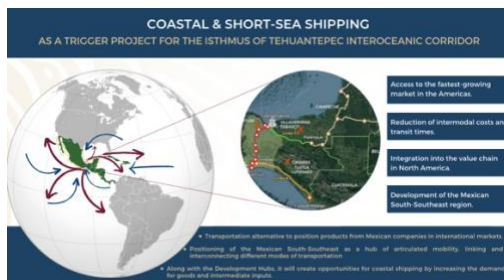 COASTAL & SHORT-SEA SHIPPING
AS A TRIGGER PROJECT FOR THE ISTHMUS OF TEHUANTEPEC INTEROCEANIC CORRIDOR
Access to the fastest-growing
market in the Americas.
Reduction of intermodal costs and
transit times.
Integration into the value chain
in North America.
Development of the Mexican
South-Southeast region.
CAMPECHE
VILLAHERMOSA
TABASCO
GUATEMALA
Transportation alternative to position products from Mexican companies in international markets.
Positioning of the Mexican South-Southeast as a hub of articulated mobility, linking and
interconnecting different modes of transportation
Along with the Development Hubs, it will create opportunities for coastal shipping by increasing the demand
for goods and intermediate inputs.